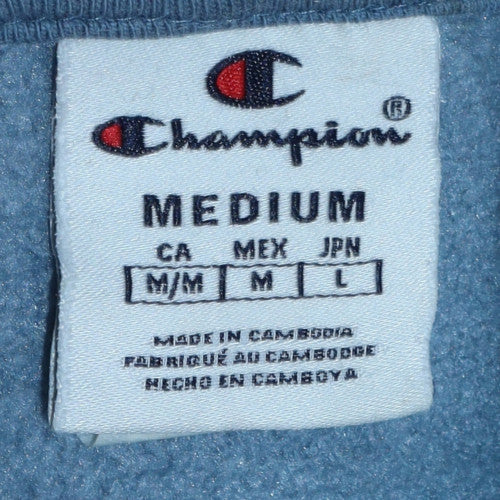 Champion®
MEDIUM
CA MEX JPN
M/M M L
MADE IN CAMBODIA
FABRIQUÉ AU CAMBODGE
HECHO EN CAMBOYA